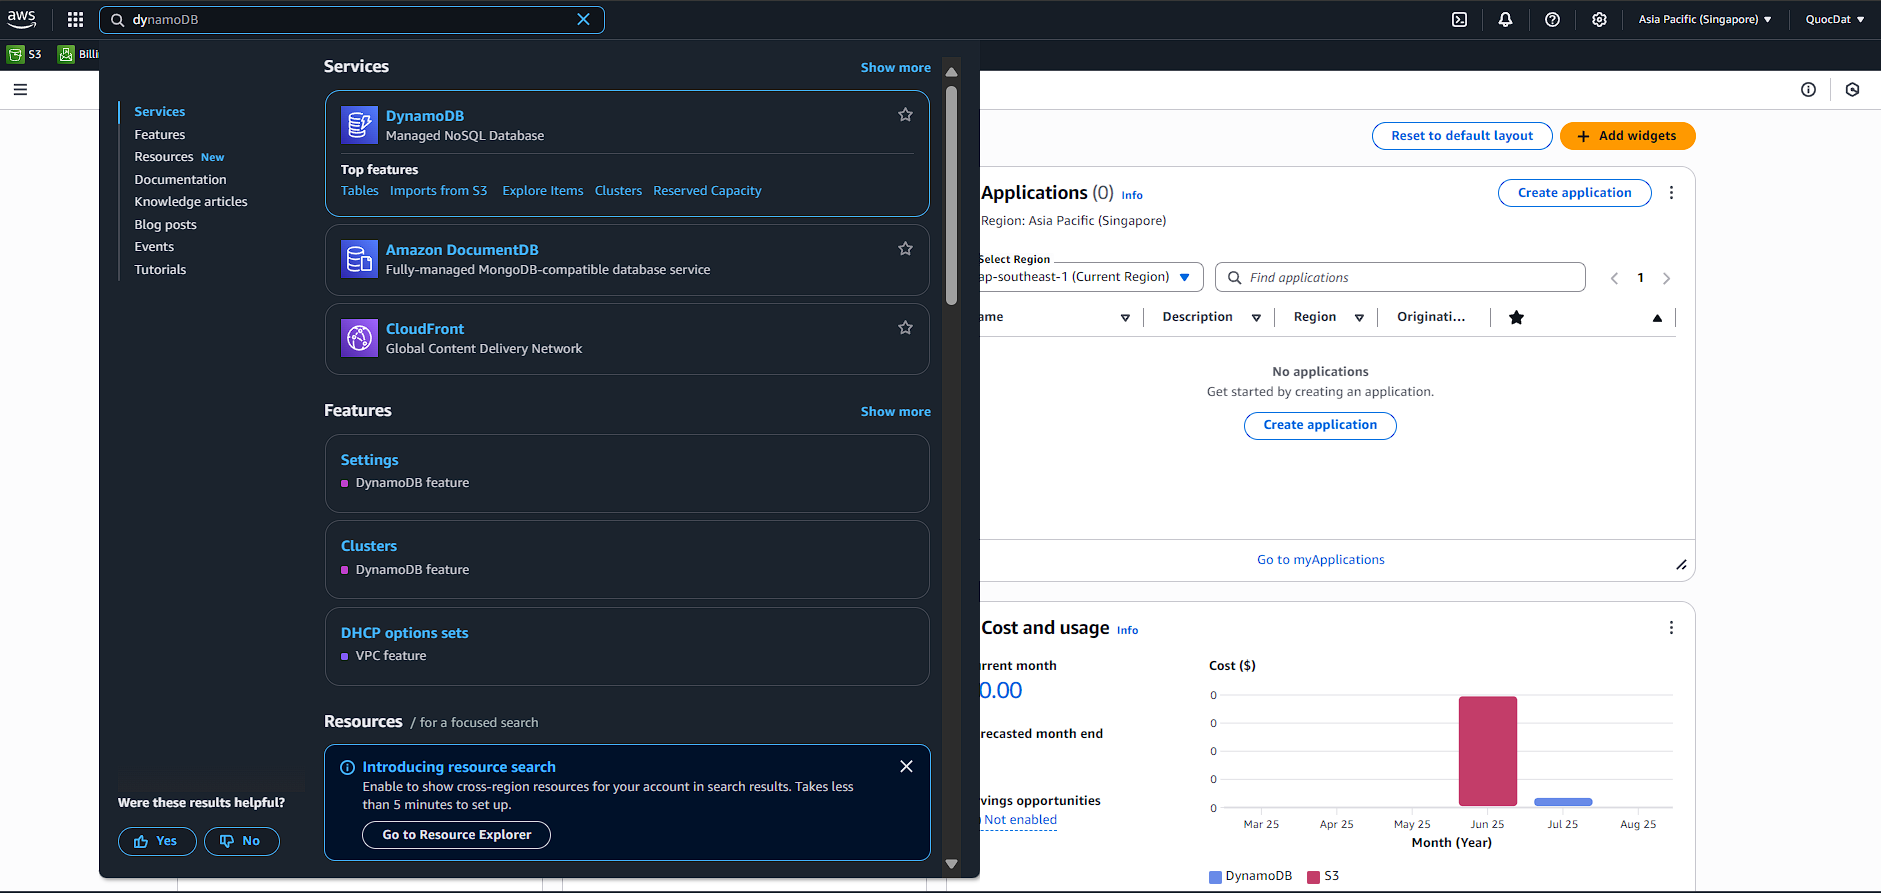 aws
dynamoDB
Asia Pacific (Singapore)
QuocDat
S3
Billi
Services
Features
Resources New
Documentation
Knowledge articles
Blog posts
Events
Tutorials
Were these results helpful?
Yes
No
Services
Show more
DynamoDB
Managed NoSQL Database
Top features
Tables Imports from S3 Explore Items Clusters Reserved Capacity
Amazon DocumentDB
Fully-managed MongoDB-compatible database service
CloudFront
Global Content Delivery Network
Features
Show more
Settings
DynamoDB feature
Clusters
DynamoDB feature
DHCP options sets
VPC feature
Resources / for a focused search
Introducing resource search
Enable to show cross-region resources for your account in search results. Takes less
than 5 minutes to set up.
Go to Resource Explorer
Reset to default layout
+ Add widgets
Applications (0) Info
Create application
Region: Asia Pacific (Singapore)
Select Region
ap-southeast-1 (Current Region)
Find applications
1
ame
Description
Region
Originati...
No applications
Get started by creating an application.
Create application
Go to myApplications
Cost and usage Info
rrent month
0.00
recasted month end
vings opportunities
Not enabled
Cost ($)
0
0
0
0
0
Mar 25 Apr 25 May 25 Jun 25 Jul 25 Aug 25
Month (Year)
DynamoDB S3